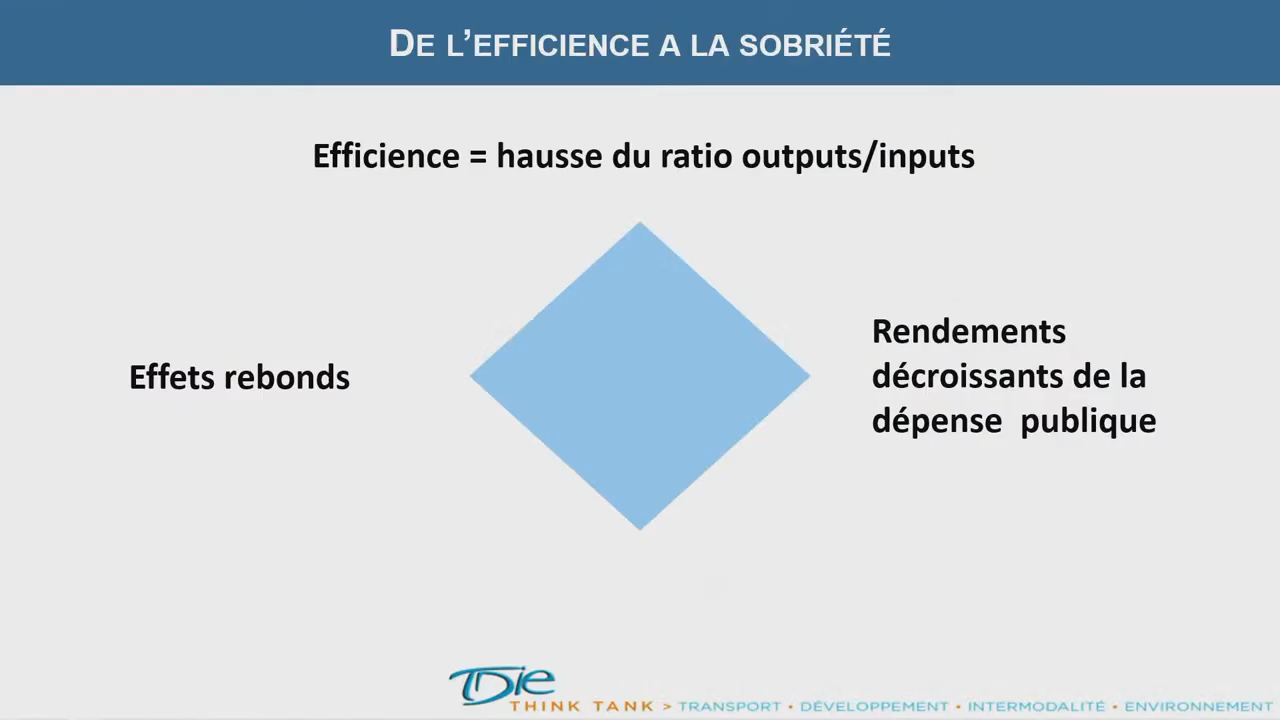 DE L’EFFICIENCE A LA SOBRIÉTÉ
Efficience = hausse du ratio outputs/inputs
Effets rebonds
Rendements
décroissants de la
dépense  publique
TDie
THINK TANK > TRANSPORT • DÉVELOPPEMENT • INTERMODALITÉ • ENVIRONNEMENT